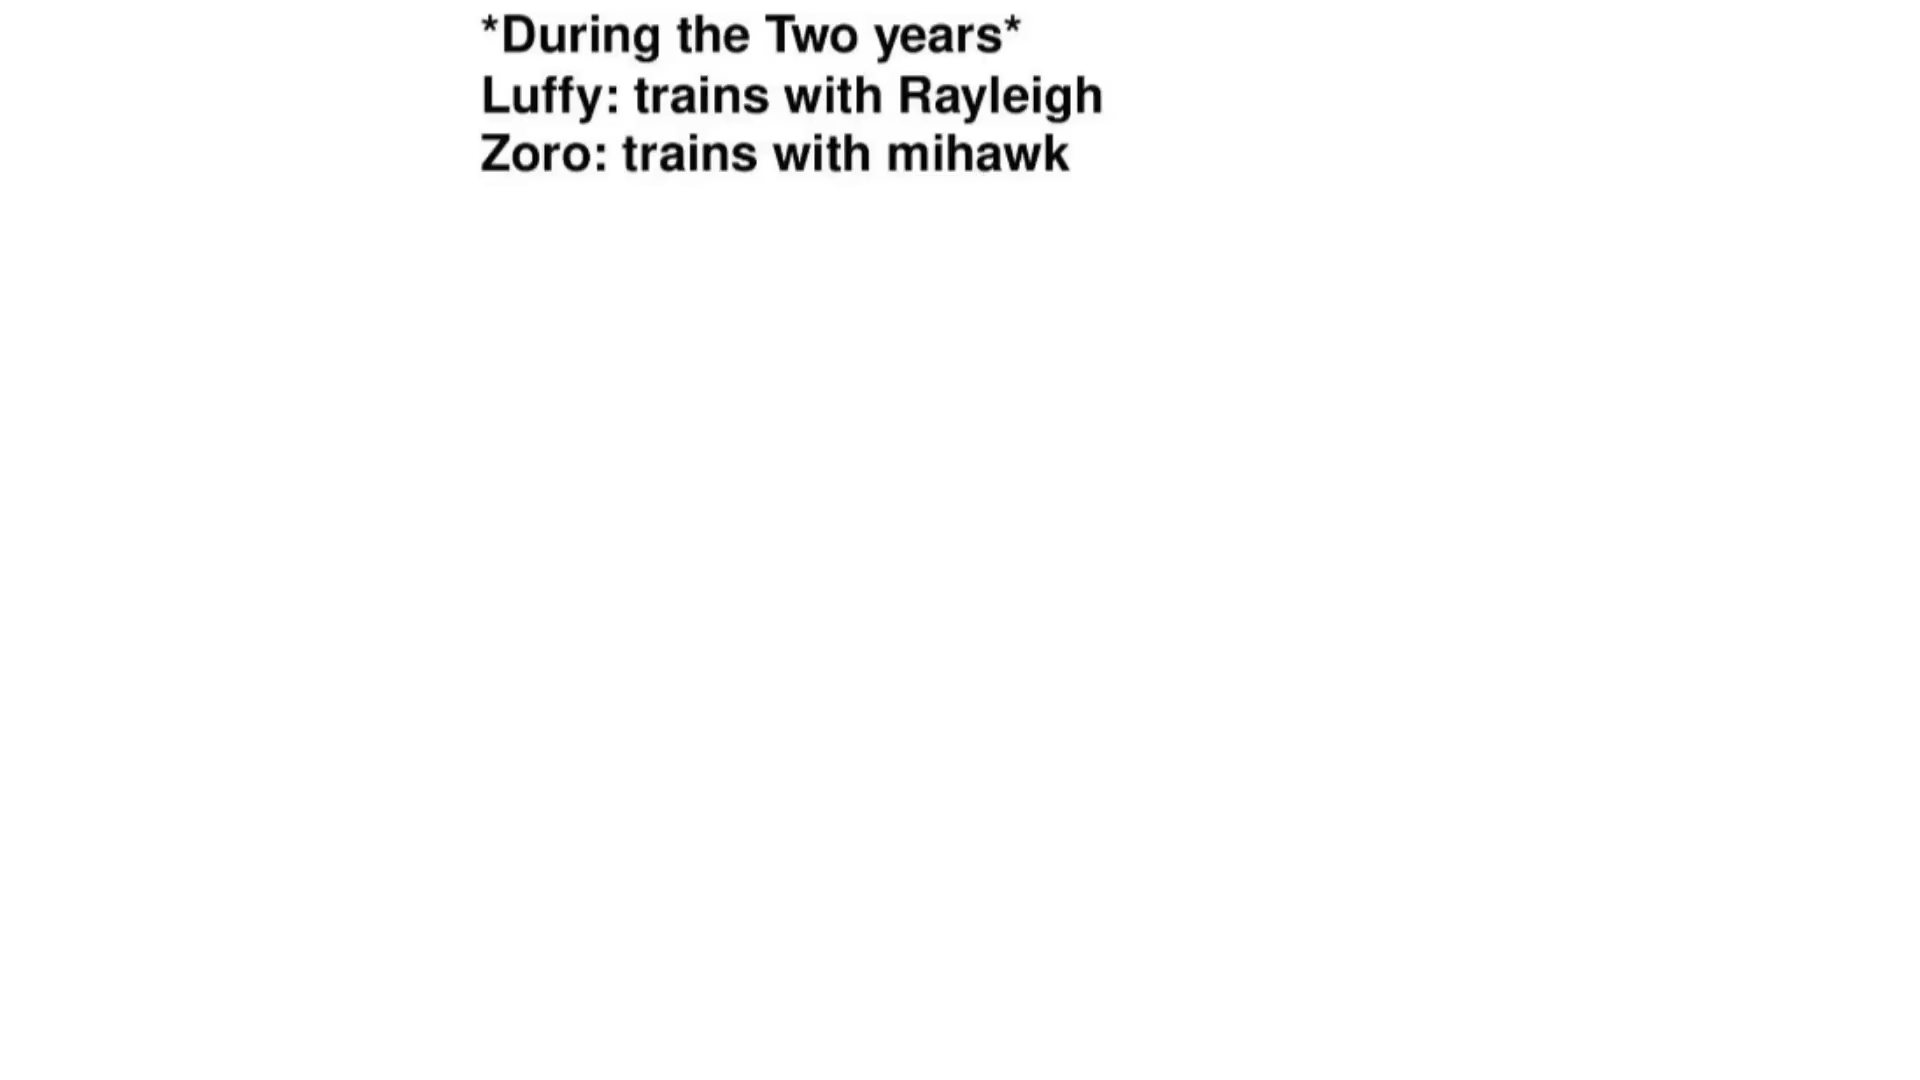 *During the Two years*
Luffy: trains with Rayleigh
Zoro: trains with mihawk